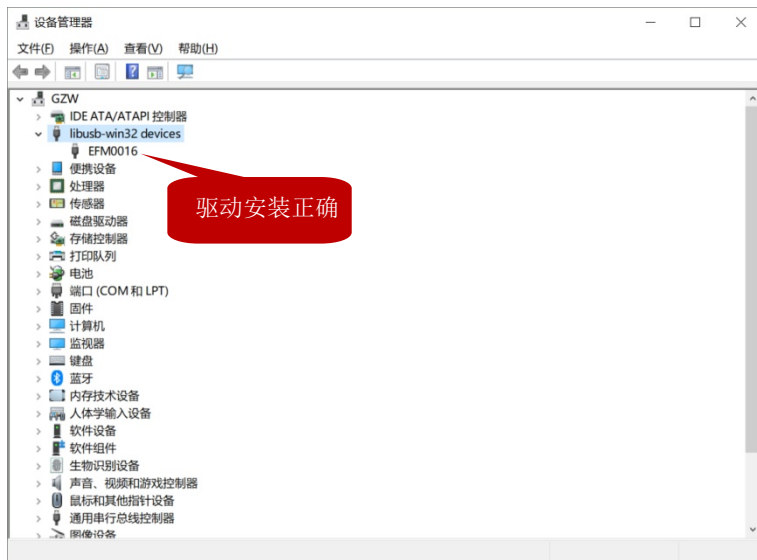 设备管理器
文件(F) 操作(A) 查看(V) 帮助(H)
GZW
IDE ATA/ATAPI 控制器
libusb-win32 devices
EFM0016
便携设备
处理器
传感器
驱动安装正确
磁盘驱动器
存储控制器
打印队列
电池
端口 (COM 和 LPT)
固件
计算机
监视器
键盘
蓝牙
内存技术设备
人体学输入设备
软件设备
软件组件
生物识别设备
声音、视频和游戏控制器
鼠标和其他指针设备
通用串行总线控制器
图像设备